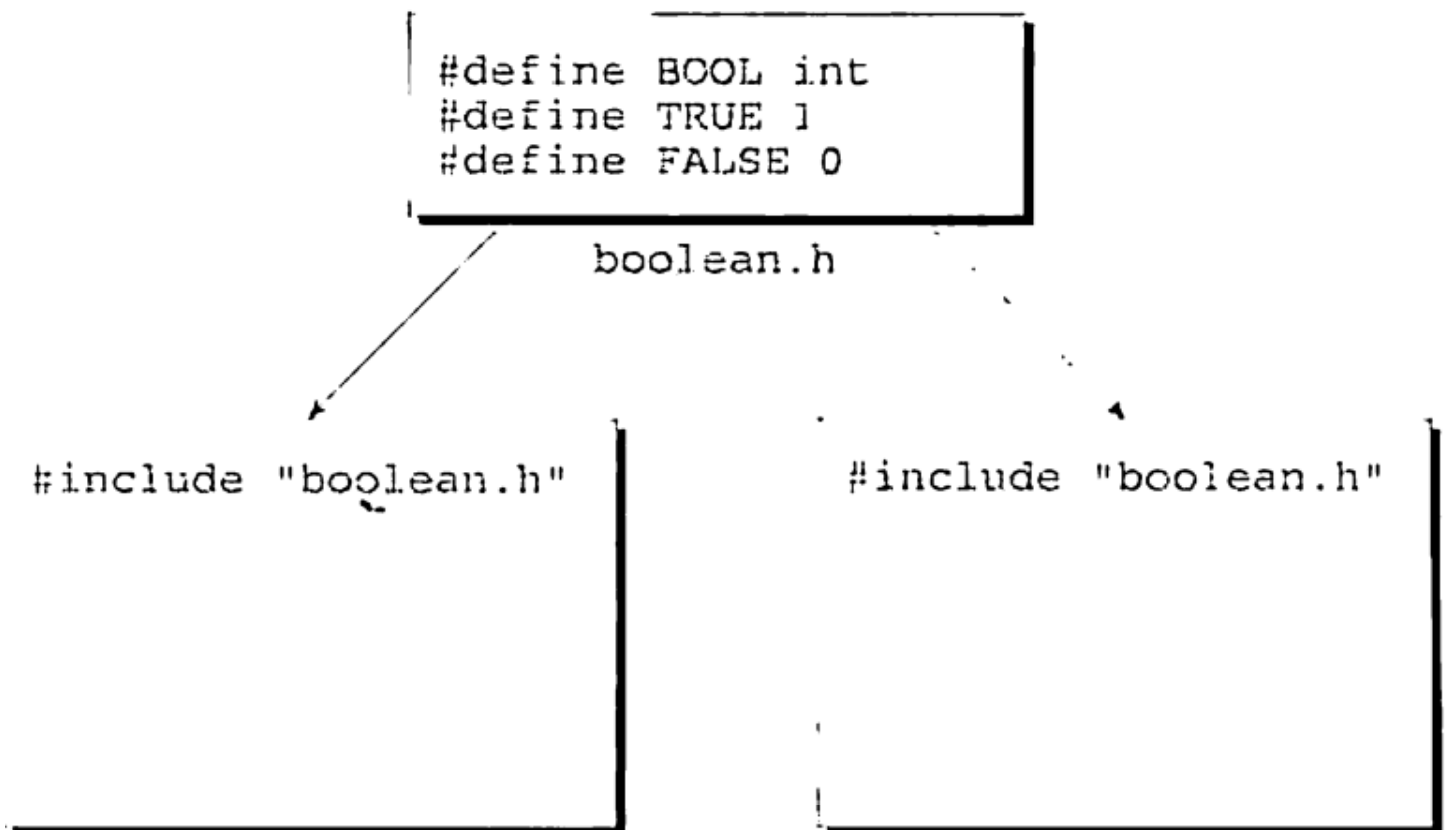 #define BOOL int
#define TRUE 1
#define FALSE 0
boolean.h
#include "boolean.h"
#include "boolean.h"